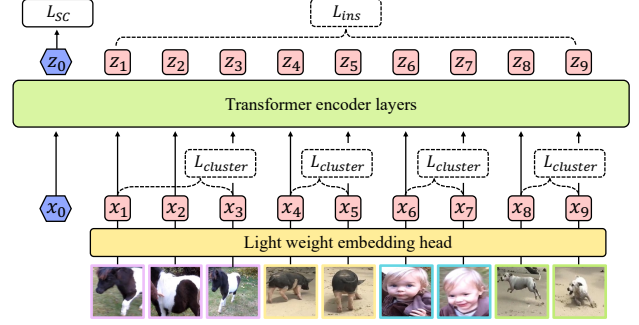 L_SC
L_ins
z_0 z_1 z_2 z_3 z_4 z_5 z_6 z_7 z_8 z_9
Transformer encoder layers
L_cluster L_cluster L_cluster L_cluster
x_0 x_1 x_2 x_3 x_4 x_5 x_6 x_7 x_8 x_9
Light weight embedding head